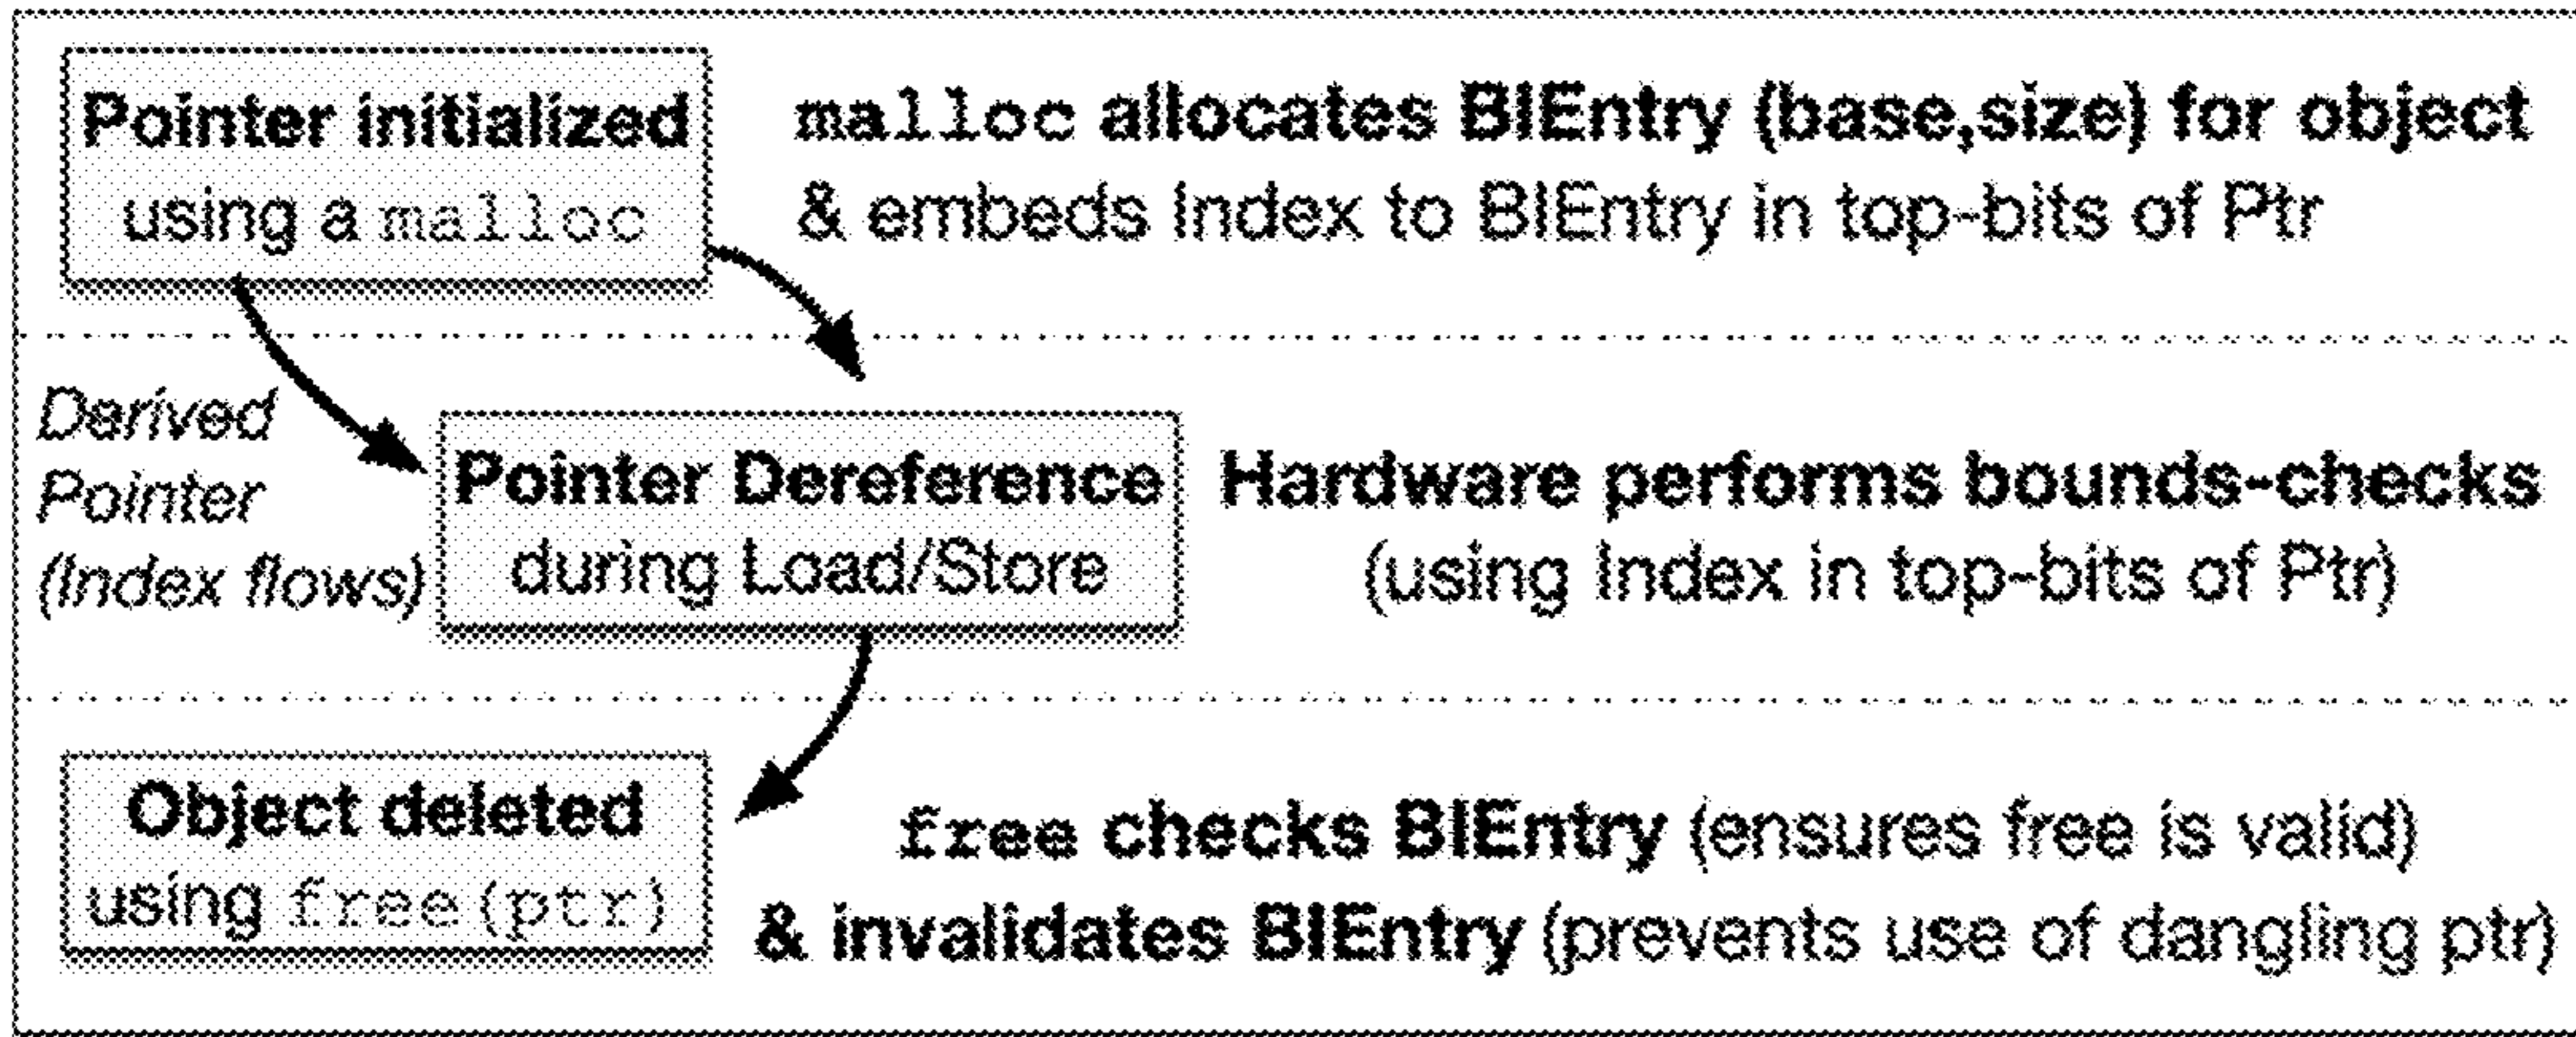 Pointer initialized
using a malloc
malloc allocates BIEntry (base,size) for object
& embeds Index to BIEntry in top-bits of Ptr
Derived
Pointer
(Index flows)
Pointer Dereference
during Load/Store
Hardware performs bounds-checks
(using Index in top-bits of Ptr)
Object deleted
using free(ptr)
free checks BIEntry (ensures free is valid)
& invalidates BIEntry (prevents use of dangling ptr)